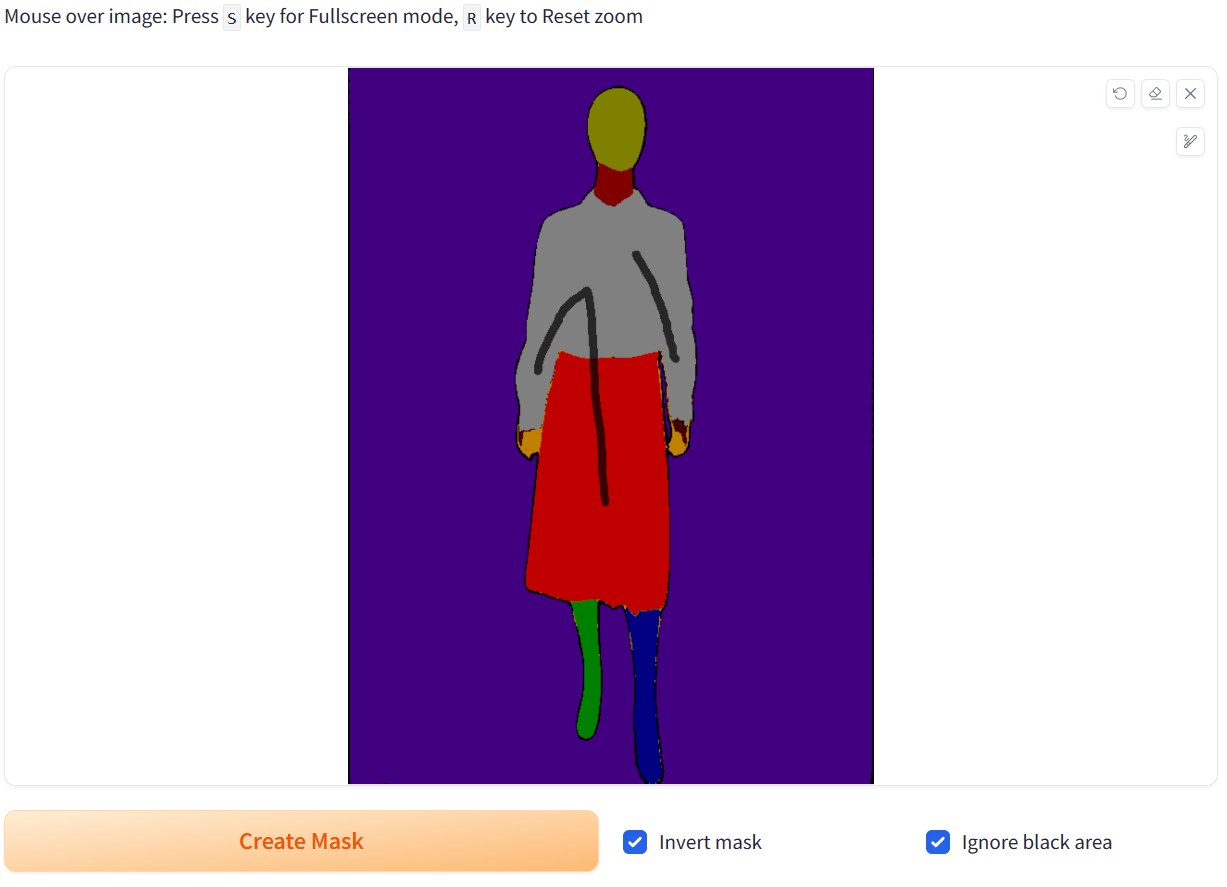 Mouse over image: Press S key for Fullscreen mode, R key to Reset zoom
Create Mask
Invert mask
Ignore black area